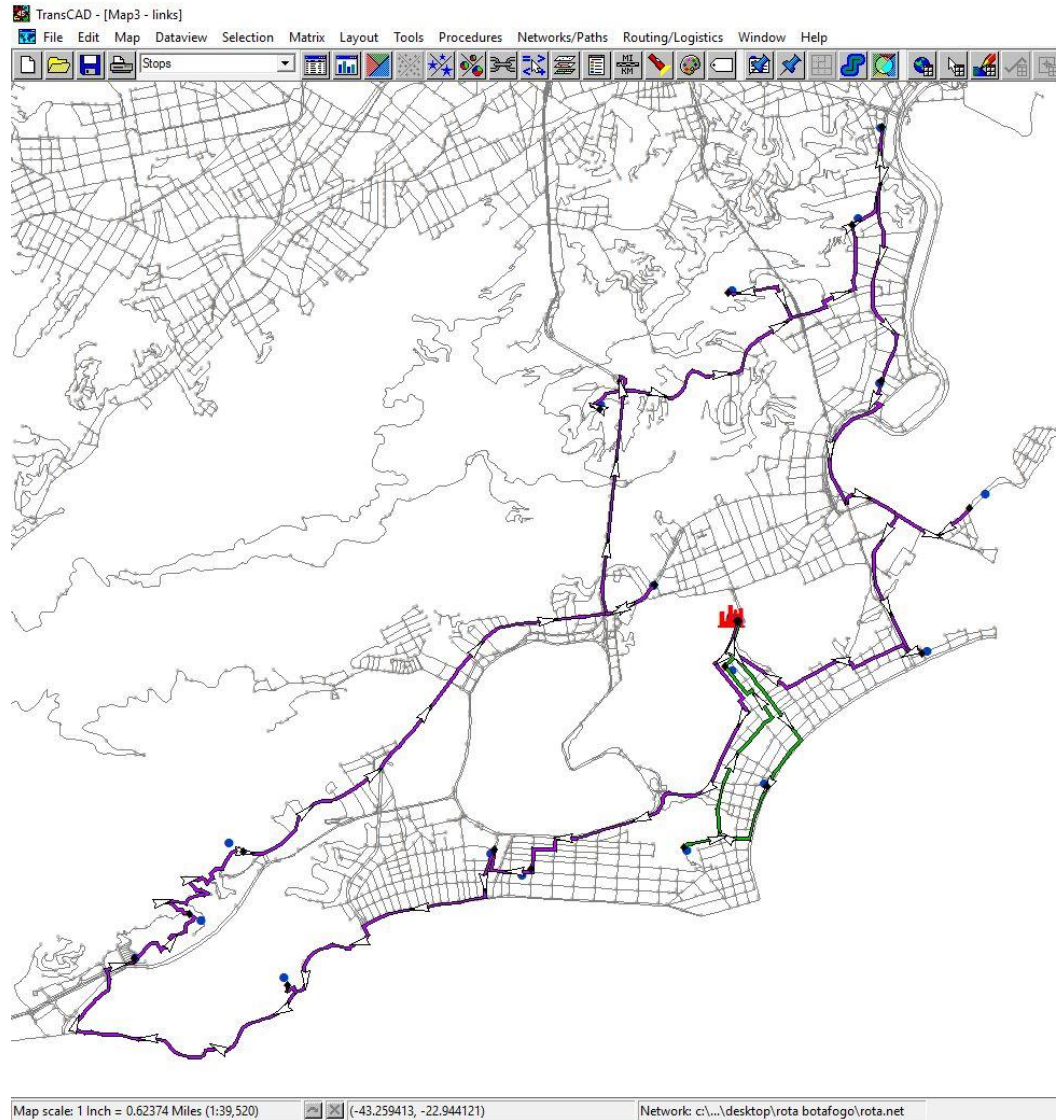 TransCAD - [Map3 - links]
File Edit Map Dataview Selection Matrix Layout Tools Procedures Networks/Paths Routing/Logistics Window Help
Stops
MI
KM
Map scale: 1 Inch = 0.62374 Miles (1:39,520)
(-43.259413, -22.944121)
Network: c:\...\desktop\rota botafogo\rota.net